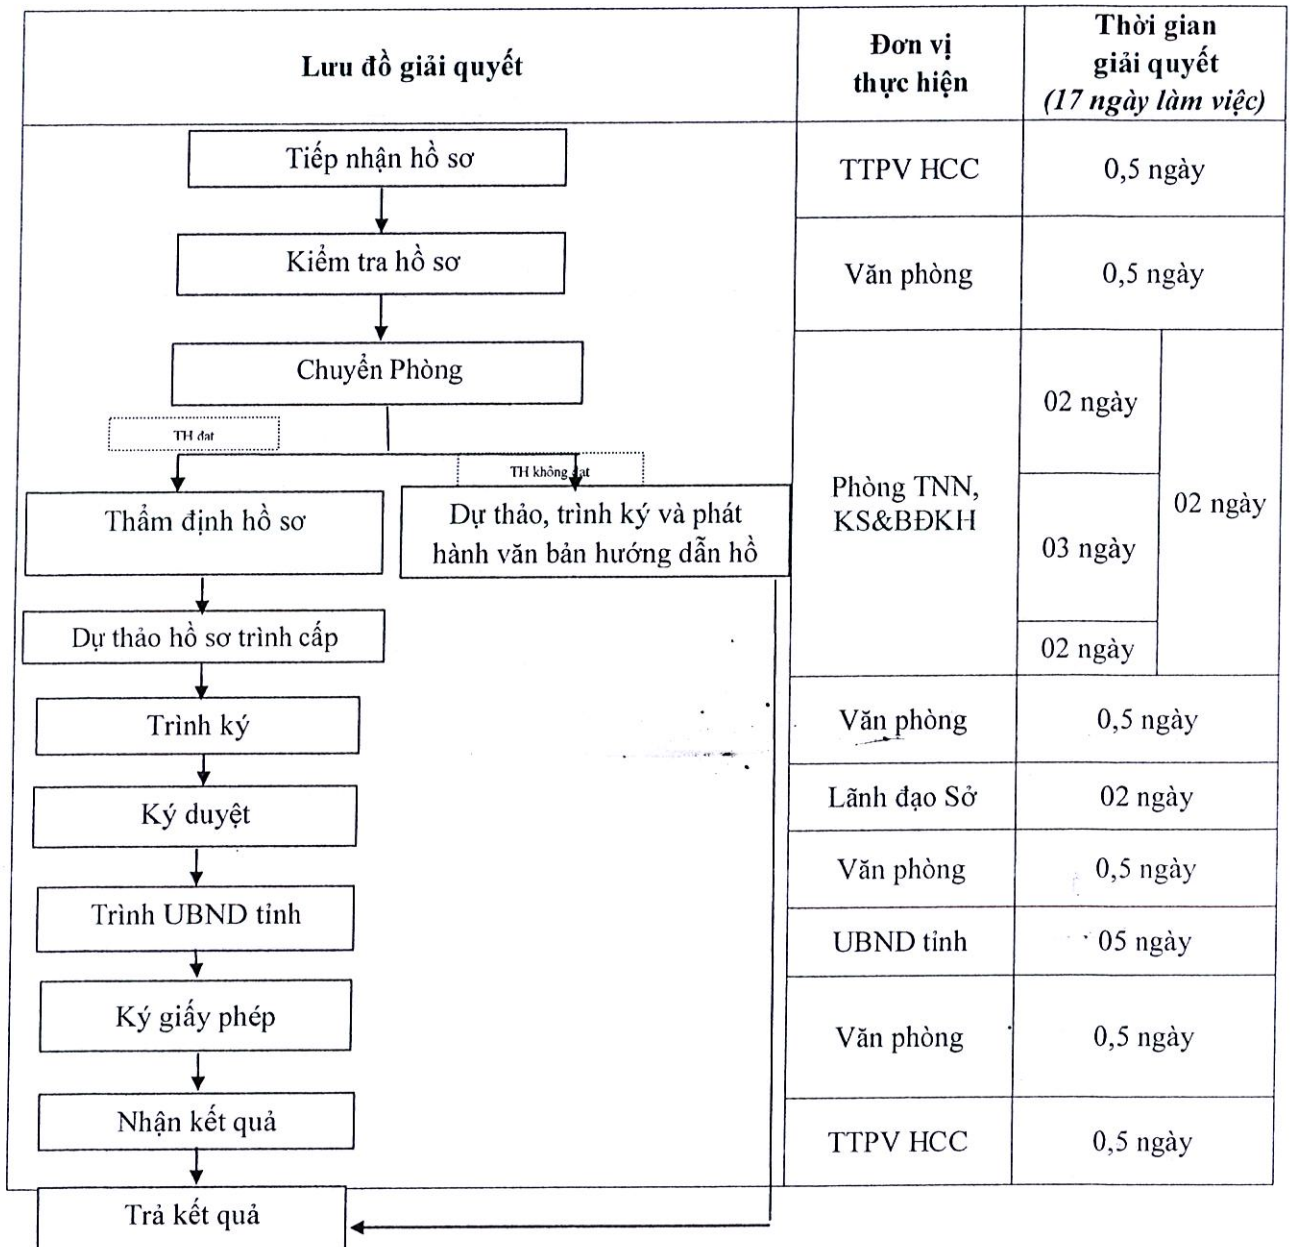 Lưu đồ giải quyết
Đơn vị
thực hiện
Thời gian
giải quyết
(17 ngày làm việc)
Tiếp nhận hồ sơ
TTPV HCC
0,5 ngày
Kiểm tra hồ sơ
Văn phòng
0,5 ngày
Chuyển Phòng
TH đat
TH không đạt
Thẩm định hồ sơ
Dự thảo, trình ký và phát
hành văn bản hướng dẫn hồ
Phòng TNN,
KS&BĐKH
02 ngày
03 ngày
02 ngày
02 ngày
Dự thảo hồ sơ trình cấp
Trình ký
Văn phòng
0,5 ngày
Ký duyệt
Lãnh đạo Sở
02 ngày
Văn phòng
0,5 ngày
Trình UBND tỉnh
UBND tỉnh
05 ngày
Ký giấy phép
Văn phòng
0,5 ngày
Nhận kết quả
TTPV HCC
0,5 ngày
Trả kết quả